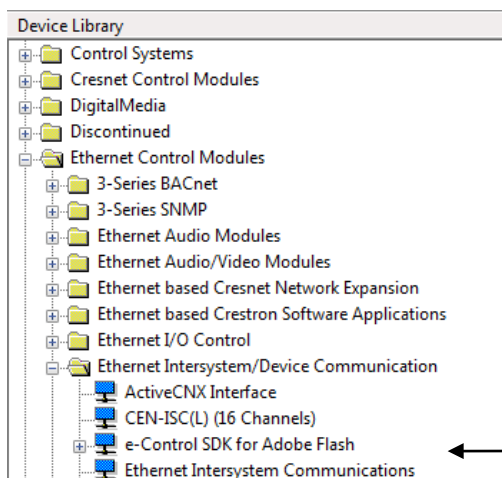 Device Library
Control Systems
Cresnet Control Modules
DigitalMedia
Discontinued
Ethernet Control Modules
3-Series BACnet
3-Series SNMP
Ethernet Audio Modules
Ethernet Audio/Video Modules
Ethernet based Cresnet Network Expansion
Ethernet based Crestron Software Applications
Ethernet I/O Control
Ethernet Intersystem/Device Communication
ActiveCNX Interface
CEN-ISC(L) (16 Channels)
e-Control SDK for Adobe Flash
Ethernet Intersystem Communications